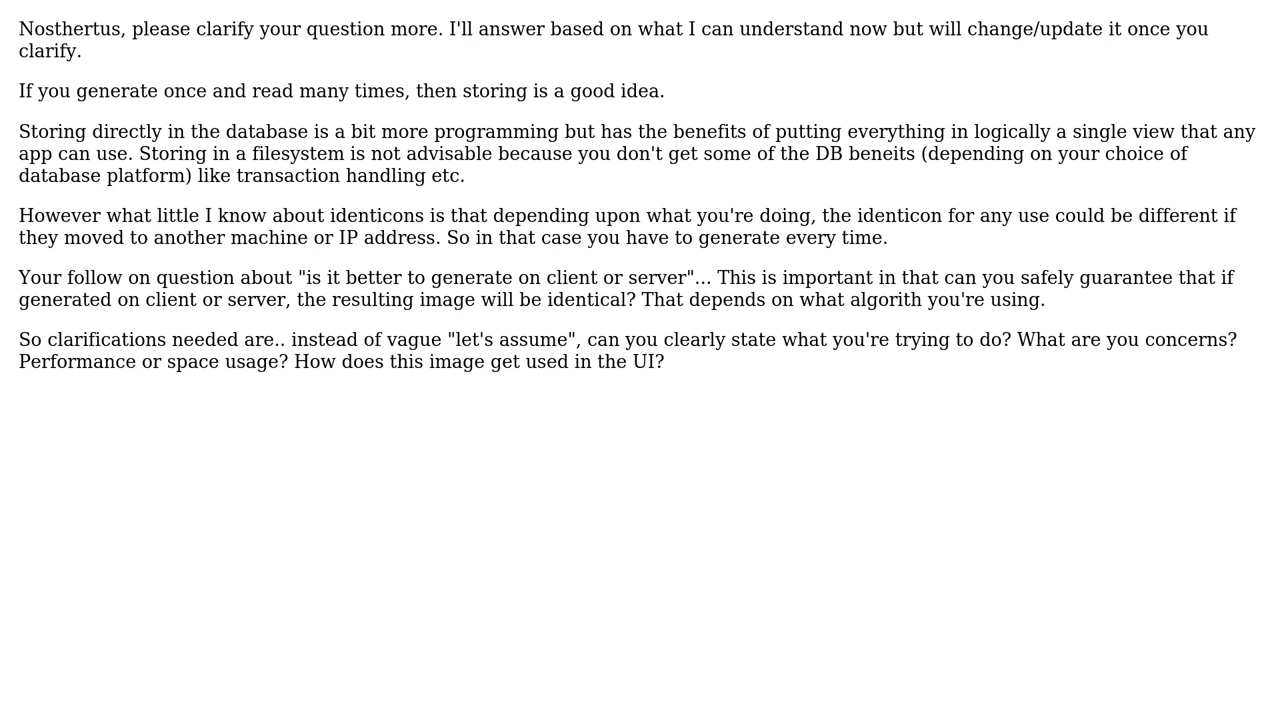 Nosthertus, please clarify your question more. I'll answer based on what I can understand now but will change/update it once you
clarify.
If you generate once and read many times, then storing is a good idea.
Storing directly in the database is a bit more programming but has the benefits of putting everything in logically a single view that any
app can use. Storing in a filesystem is not advisable because you don't get some of the DB beneits (depending on your choice of
database platform) like transaction handling etc.
However what little I know about identicons is that depending upon what you're doing, the identicon for any use could be different if
they moved to another machine or IP address. So in that case you have to generate every time.
Your follow on question about "is it better to generate on client or server"... This is important in that can you safely guarantee that if
generated on client or server, the resulting image will be identical? That depends on what algorith you're using.
So clarifications needed are.. instead of vague "let's assume", can you clearly state what you're trying to do? What are you concerns?
Performance or space usage? How does this image get used in the UI?